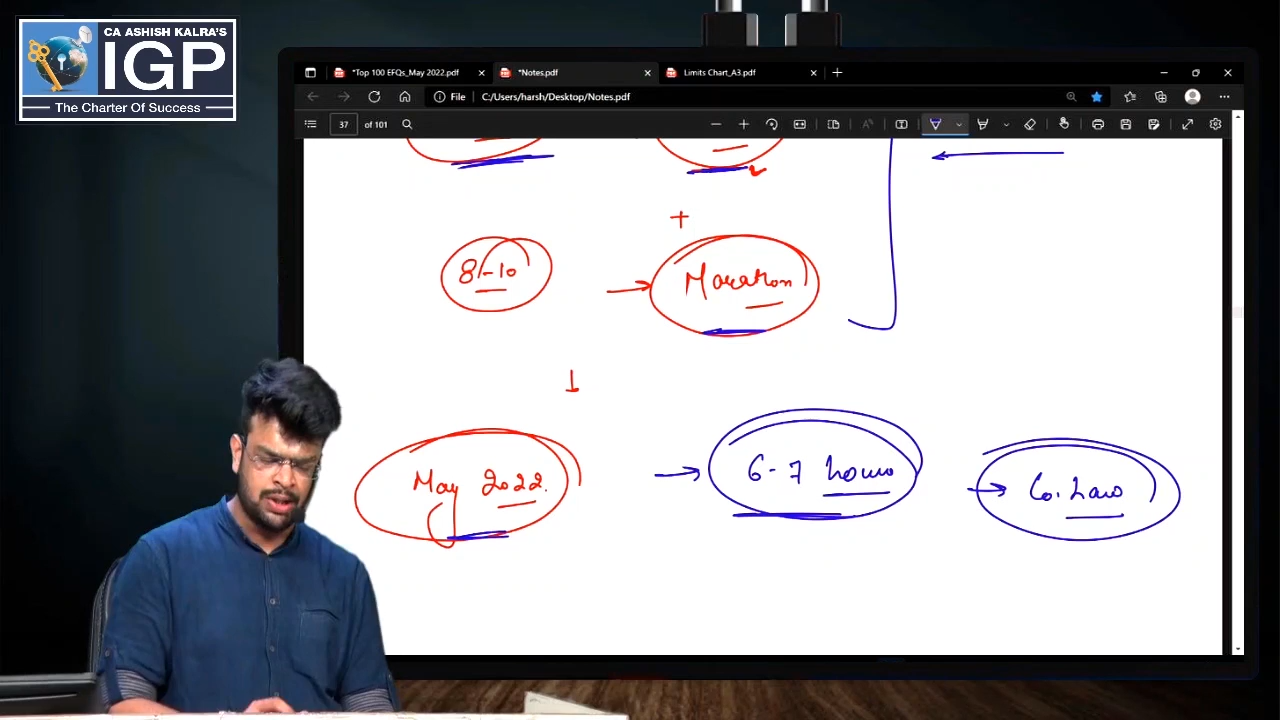 CA ASHISH KALRA'S
IGP
The Charter Of Success
*Top 100 EFQs_May 2022.pdf
*Notes.pdf
Limits Chart_A3.pdf
File
C:/Users/harsh/Desktop/Notes.pdf
37 of 101
+
8-10 → Marathon
May 2022. → 6-7 hours → Co. Law